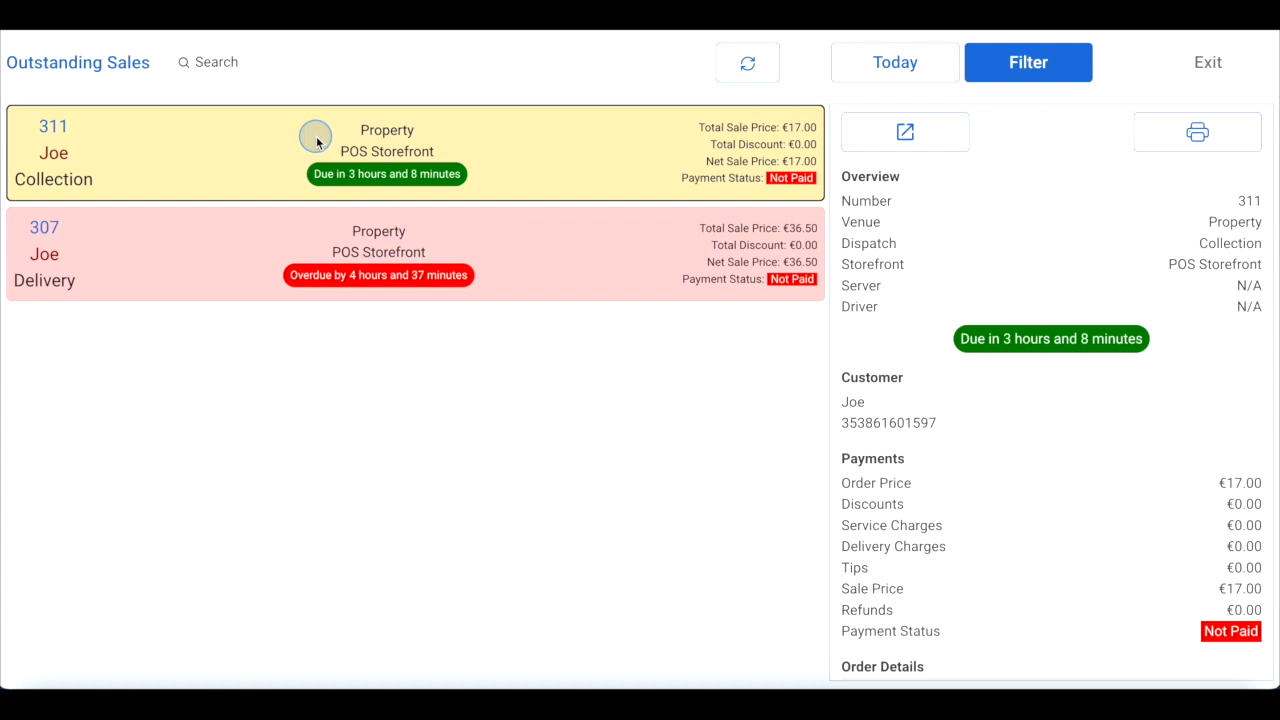 Outstanding Sales
Search
Today
Filter
Exit
311
Joe
Collection
Property
POS Storefront
Due in 3 hours and 8 minutes
Total Sale Price: €17.00
Total Discount: €0.00
Net Sale Price: €17.00
Payment Status: Not Paid
307
Joe
Delivery
Property
POS Storefront
Overdue by 4 hours and 37 minutes
Total Sale Price: €36.50
Total Discount: €0.00
Net Sale Price: €36.50
Payment Status: Not Paid
Overview
Number 311
Venue Property
Dispatch Collection
Storefront POS Storefront
Server N/A
Driver N/A
Due in 3 hours and 8 minutes
Customer
Joe
353861601597
Payments
Order Price €17.00
Discounts €0.00
Service Charges €0.00
Delivery Charges €0.00
Tips €0.00
Sale Price €17.00
Refunds €0.00
Payment Status Not Paid
Order Details